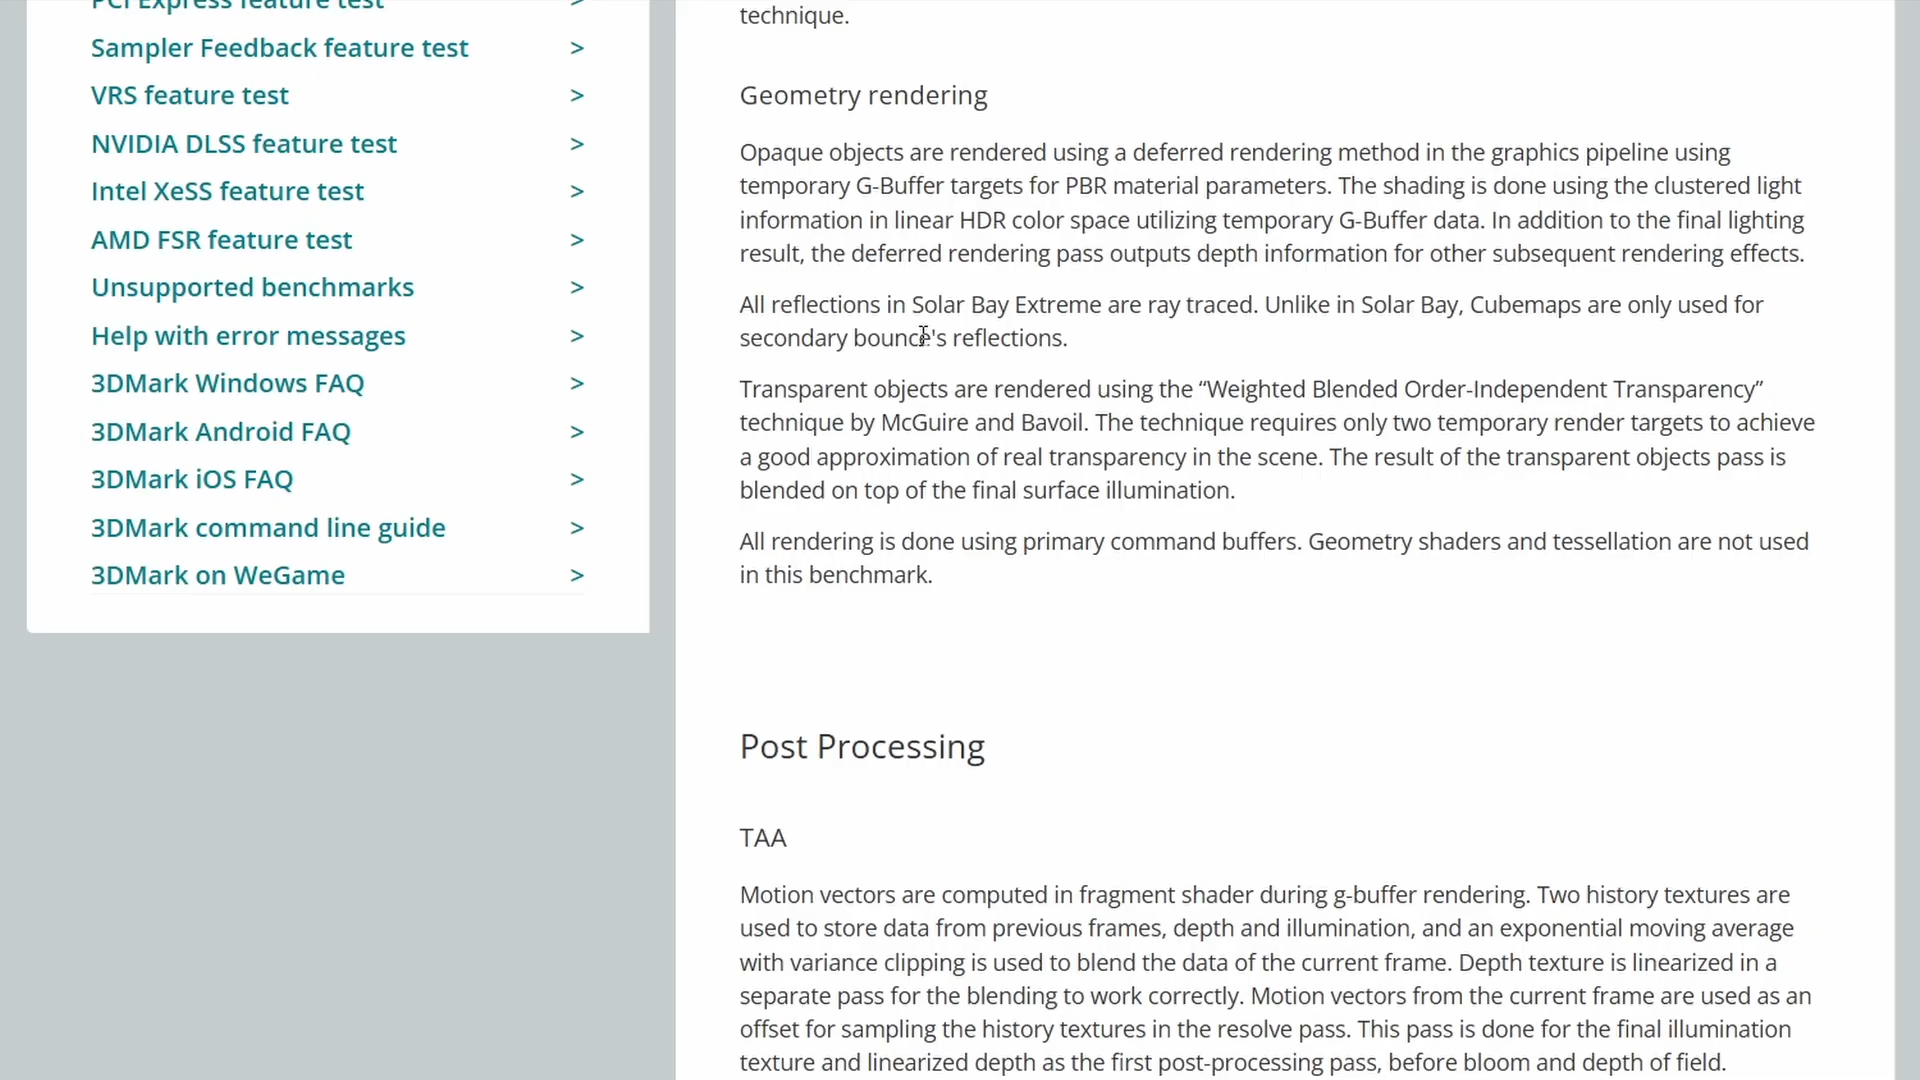 PCI Express feature test >
Sampler Feedback feature test >
VRS feature test >
NVIDIA DLSS feature test >
Intel XeSS feature test >
AMD FSR feature test >
Unsupported benchmarks >
Help with error messages >
3DMark Windows FAQ >
3DMark Android FAQ >
3DMark iOS FAQ >
3DMark command line guide >
3DMark on WeGame >
technique.
Geometry rendering
Opaque objects are rendered using a deferred rendering method in the graphics pipeline using
temporary G-Buffer targets for PBR material parameters. The shading is done using the clustered light
information in linear HDR color space utilizing temporary G-Buffer data. In addition to the final lighting
result, the deferred rendering pass outputs depth information for other subsequent rendering effects.
All reflections in Solar Bay Extreme are ray traced. Unlike in Solar Bay, Cubemaps are only used for
secondary bounce's reflections.
Transparent objects are rendered using the “Weighted Blended Order-Independent Transparency”
technique by McGuire and Bavoil. The technique requires only two temporary render targets to achieve
a good approximation of real transparency in the scene. The result of the transparent objects pass is
blended on top of the final surface illumination.
All rendering is done using primary command buffers. Geometry shaders and tessellation are not used
in this benchmark.
Post Processing
TAA
Motion vectors are computed in fragment shader during g-buffer rendering. Two history textures are
used to store data from previous frames, depth and illumination, and an exponential moving average
with variance clipping is used to blend the data of the current frame. Depth texture is linearized in a
separate pass for the blending to work correctly. Motion vectors from the current frame are used as an
offset for sampling the history textures in the resolve pass. This pass is done for the final illumination
texture and linearized depth as the first post-processing pass, before bloom and depth of field.